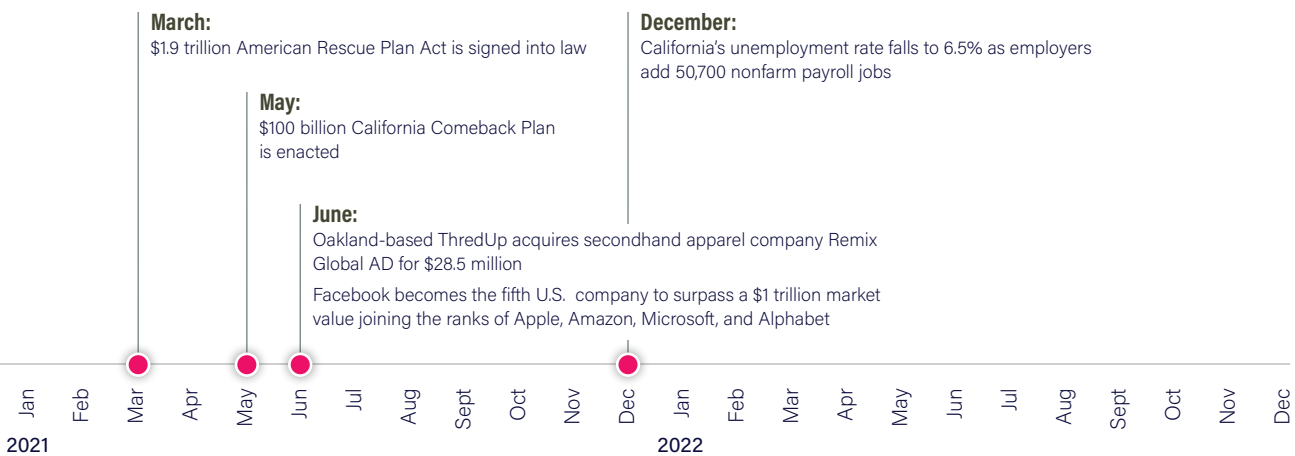 March:
$1.9 trillion American Rescue Plan Act is signed into law
December:
California’s unemployment rate falls to 6.5% as employers
add 50,700 nonfarm payroll jobs
May:
$100 billion California Comeback Plan
is enacted
June:
Oakland-based ThredUp acquires secondhand apparel company Remix
Global AD for $28.5 million
Facebook becomes the fifth U.S.  company to surpass a $1 trillion market
value joining the ranks of Apple, Amazon, Microsoft, and Alphabet
Jan Feb Mar Apr May Jun Jul Aug Sept Oct Nov Dec Jan Feb Mar Apr May Jun Jul Aug Sept Oct Nov Dec
2021 2022